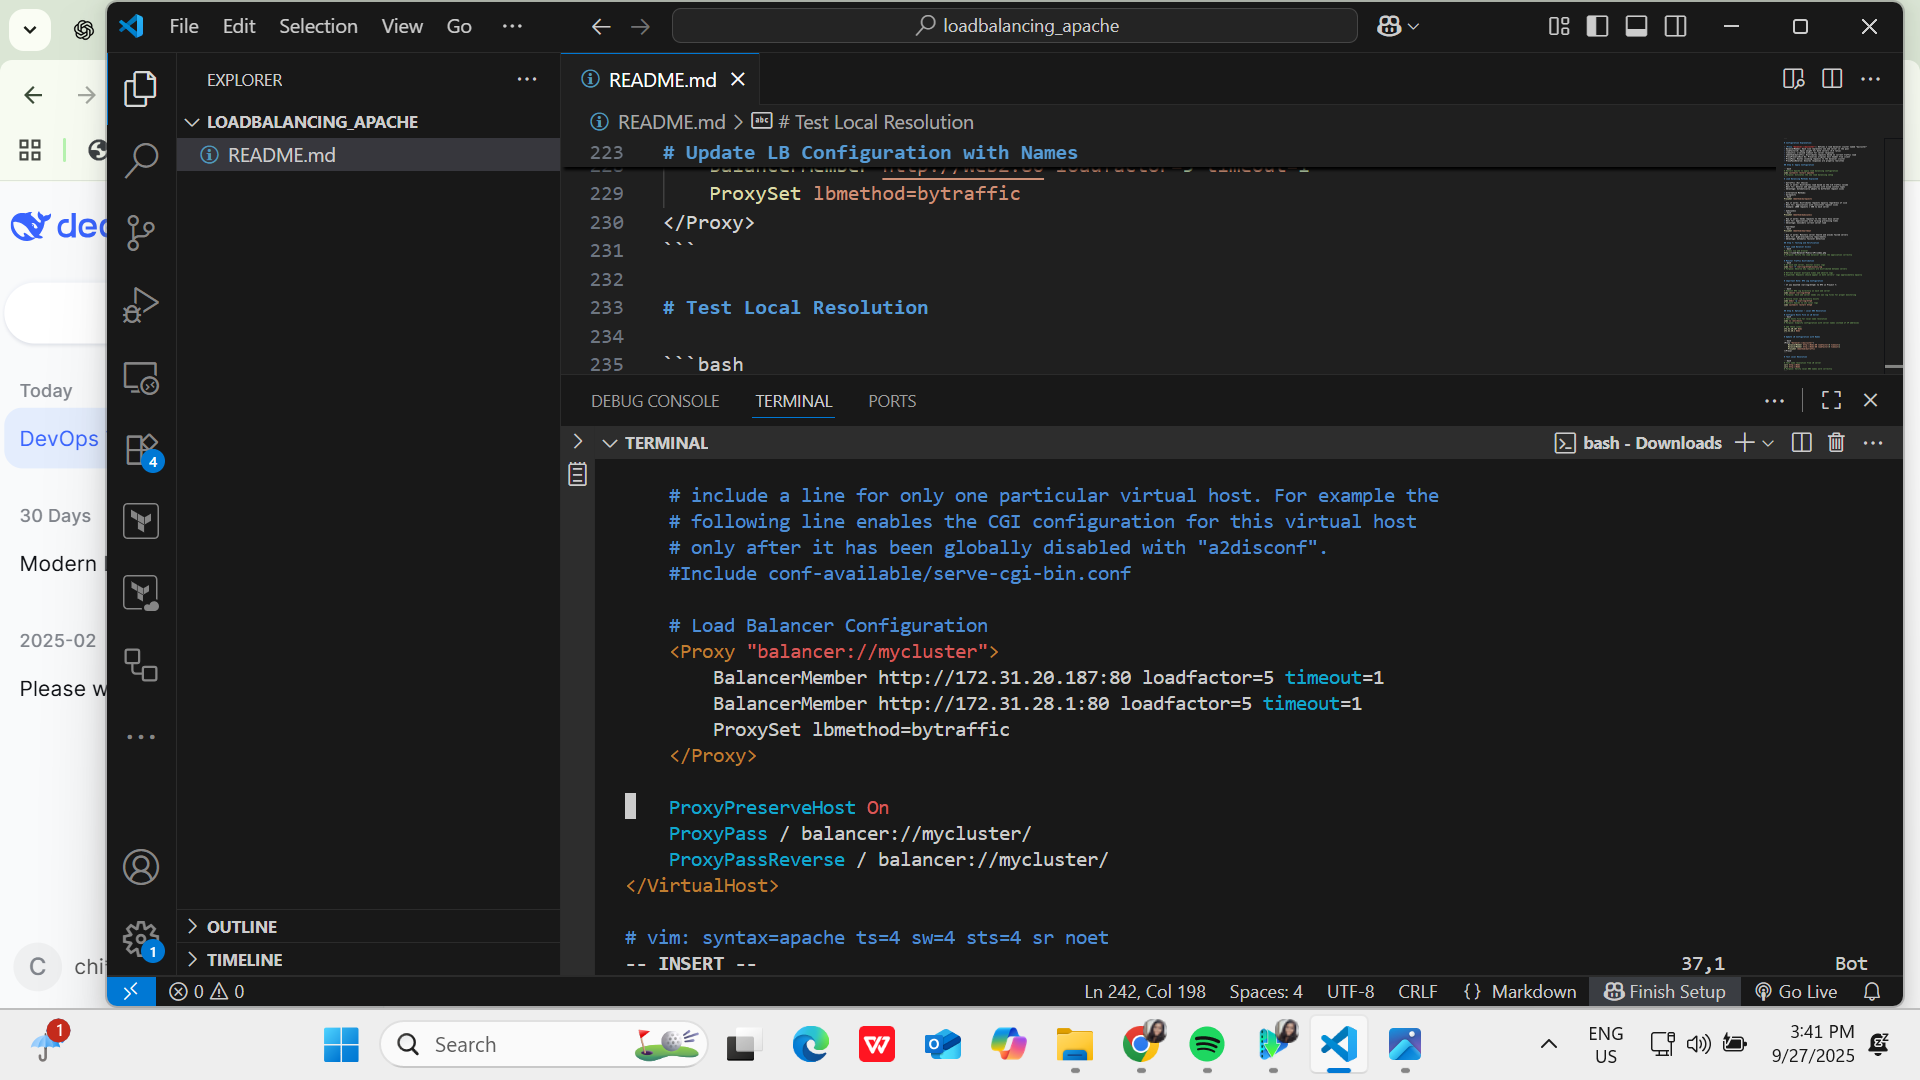 File Edit Selection View Go ···
loadbalancing_apache
EXPLORER
LOADBALANCING_APACHE
README.md
README.md
README.md > # Test Local Resolution
223 # Update LB Configuration with Names
229 ProxySet lbmethod=bytraffic
230 </Proxy>
231 ```
232
233 # Test Local Resolution
234
235 ```bash
DEBUG CONSOLE TERMINAL PORTS
TERMINAL
bash - Downloads
# include a line for only one particular virtual host. For example the
# following line enables the CGI configuration for this virtual host
# only after it has been globally disabled with "a2disconf".
#Include conf-available/serve-cgi-bin.conf
# Load Balancer Configuration
<Proxy "balancer://mycluster">
BalancerMember http://172.31.20.187:80 loadfactor=5 timeout=1
BalancerMember http://172.31.28.1:80 loadfactor=5 timeout=1
ProxySet lbmethod=bytraffic
</Proxy>
ProxyPreserveHost On
ProxyPass / balancer://mycluster/
ProxyPassReverse / balancer://mycluster/
</VirtualHost>
# vim: syntax=apache ts=4 sw=4 sts=4 sr noet
-- INSERT --
37,1 Bot
OUTLINE
TIMELINE
4
1
0 0
Ln 242, Col 198 Spaces: 4 UTF-8 CRLF {} Markdown Finish Setup Go Live
Today
DevOps
30 Days
Modern
2025-02
Please w
C chi
1
Search
ENG
US
3:41 PM
9/27/2025